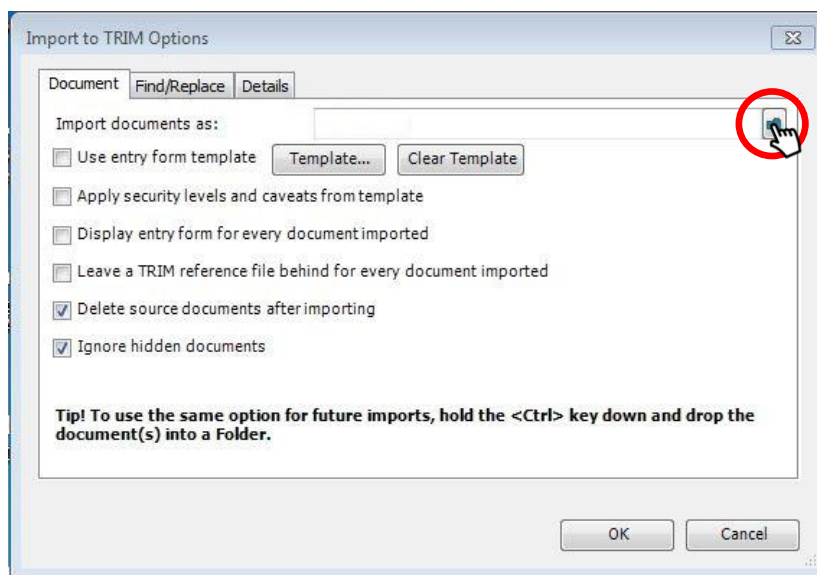 Import to TRIM Options
Document Find/Replace Details
Import documents as:
Use entry form template Template... Clear Template
Apply security levels and caveats from template
Display entry form for every document imported
Leave a TRIM reference file behind for every document imported
Delete source documents after importing
Ignore hidden documents
Tip! To use the same option for future imports, hold the <Ctrl> key down and drop the
document(s) into a Folder.
OK Cancel